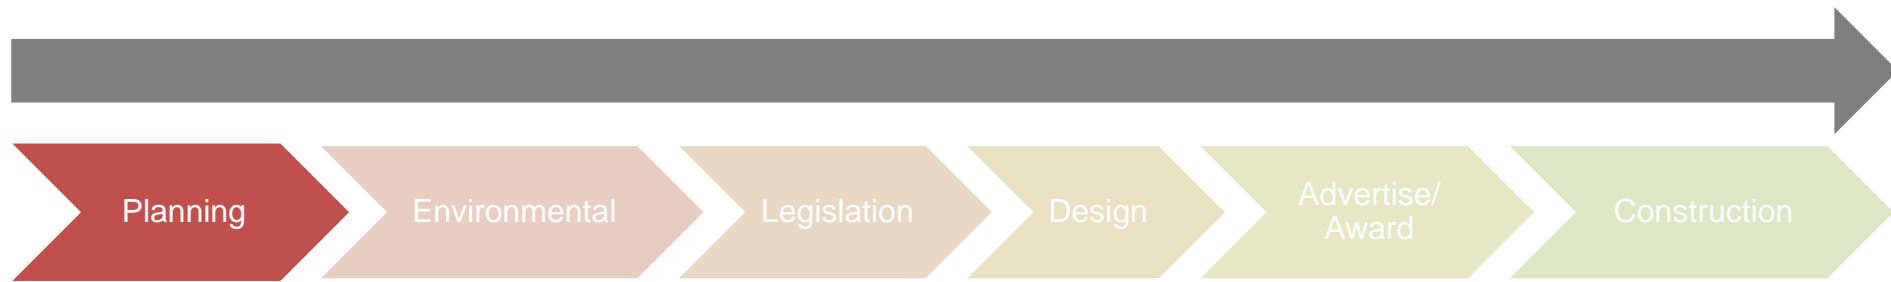 Planning
Environmental
Legislation
Design
Advertise/
Award
Construction